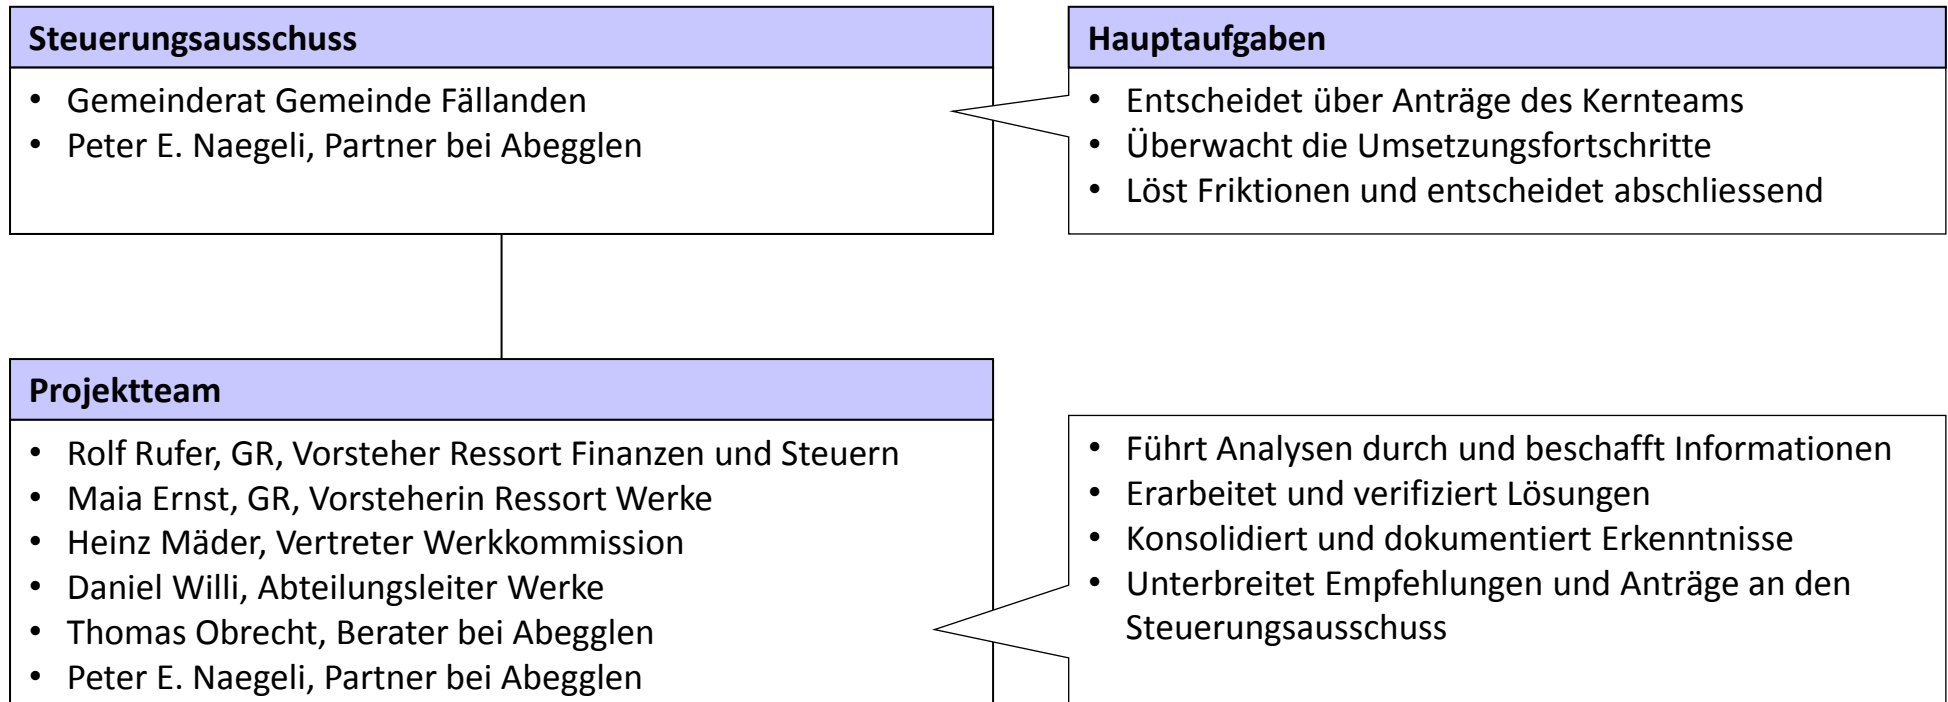 Steuerungsausschuss
• Gemeinderat Gemeinde Fällanden
• Peter E. Naegeli, Partner bei Abegglen
Hauptaufgaben
• Entscheidet über Anträge des Kernteams
• Überwacht die Umsetzungsfortschritte
• Löst Friktionen und entscheidet abschliessend
Projektteam
• Rolf Rufer, GR, Vorsteher Ressort Finanzen und Steuern
• Maia Ernst, GR, Vorsteherin Ressort Werke
• Heinz Mäder, Vertreter Werkkommission
• Daniel Willi, Abteilungsleiter Werke
• Thomas Obrecht, Berater bei Abegglen
• Peter E. Naegeli, Partner bei Abegglen
• Führt Analysen durch und beschafft Informationen
• Erarbeitet und verifiziert Lösungen
• Konsolidiert und dokumentiert Erkenntnisse
• Unterbreitet Empfehlungen und Anträge an den
Steuerungsausschuss